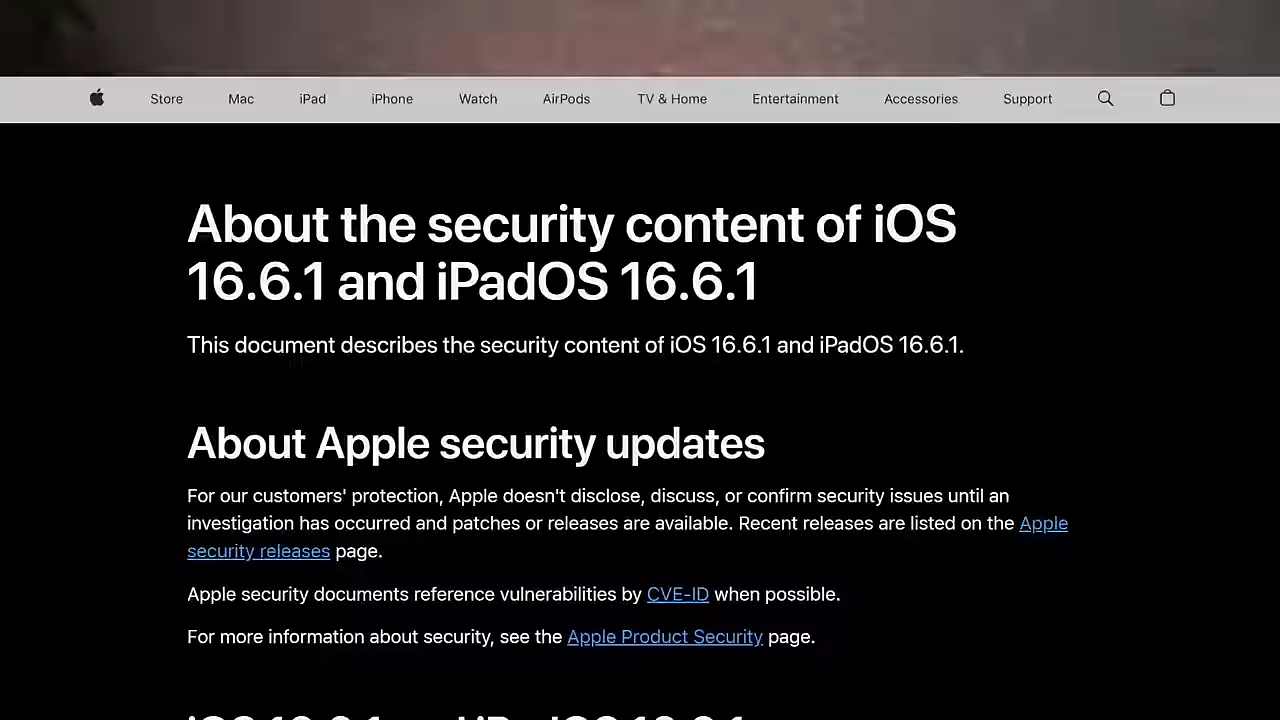 Store Mac iPad iPhone Watch AirPods TV & Home Entertainment Accessories Support
About the security content of iOS
16.6.1 and iPadOS 16.6.1
This document describes the security content of iOS 16.6.1 and iPadOS 16.6.1.
About Apple security updates
For our customers' protection, Apple doesn't disclose, discuss, or confirm security issues until an
investigation has occurred and patches or releases are available. Recent releases are listed on the Apple
security releases page.
Apple security documents reference vulnerabilities by CVE-ID when possible.
For more information about security, see the Apple Product Security page.